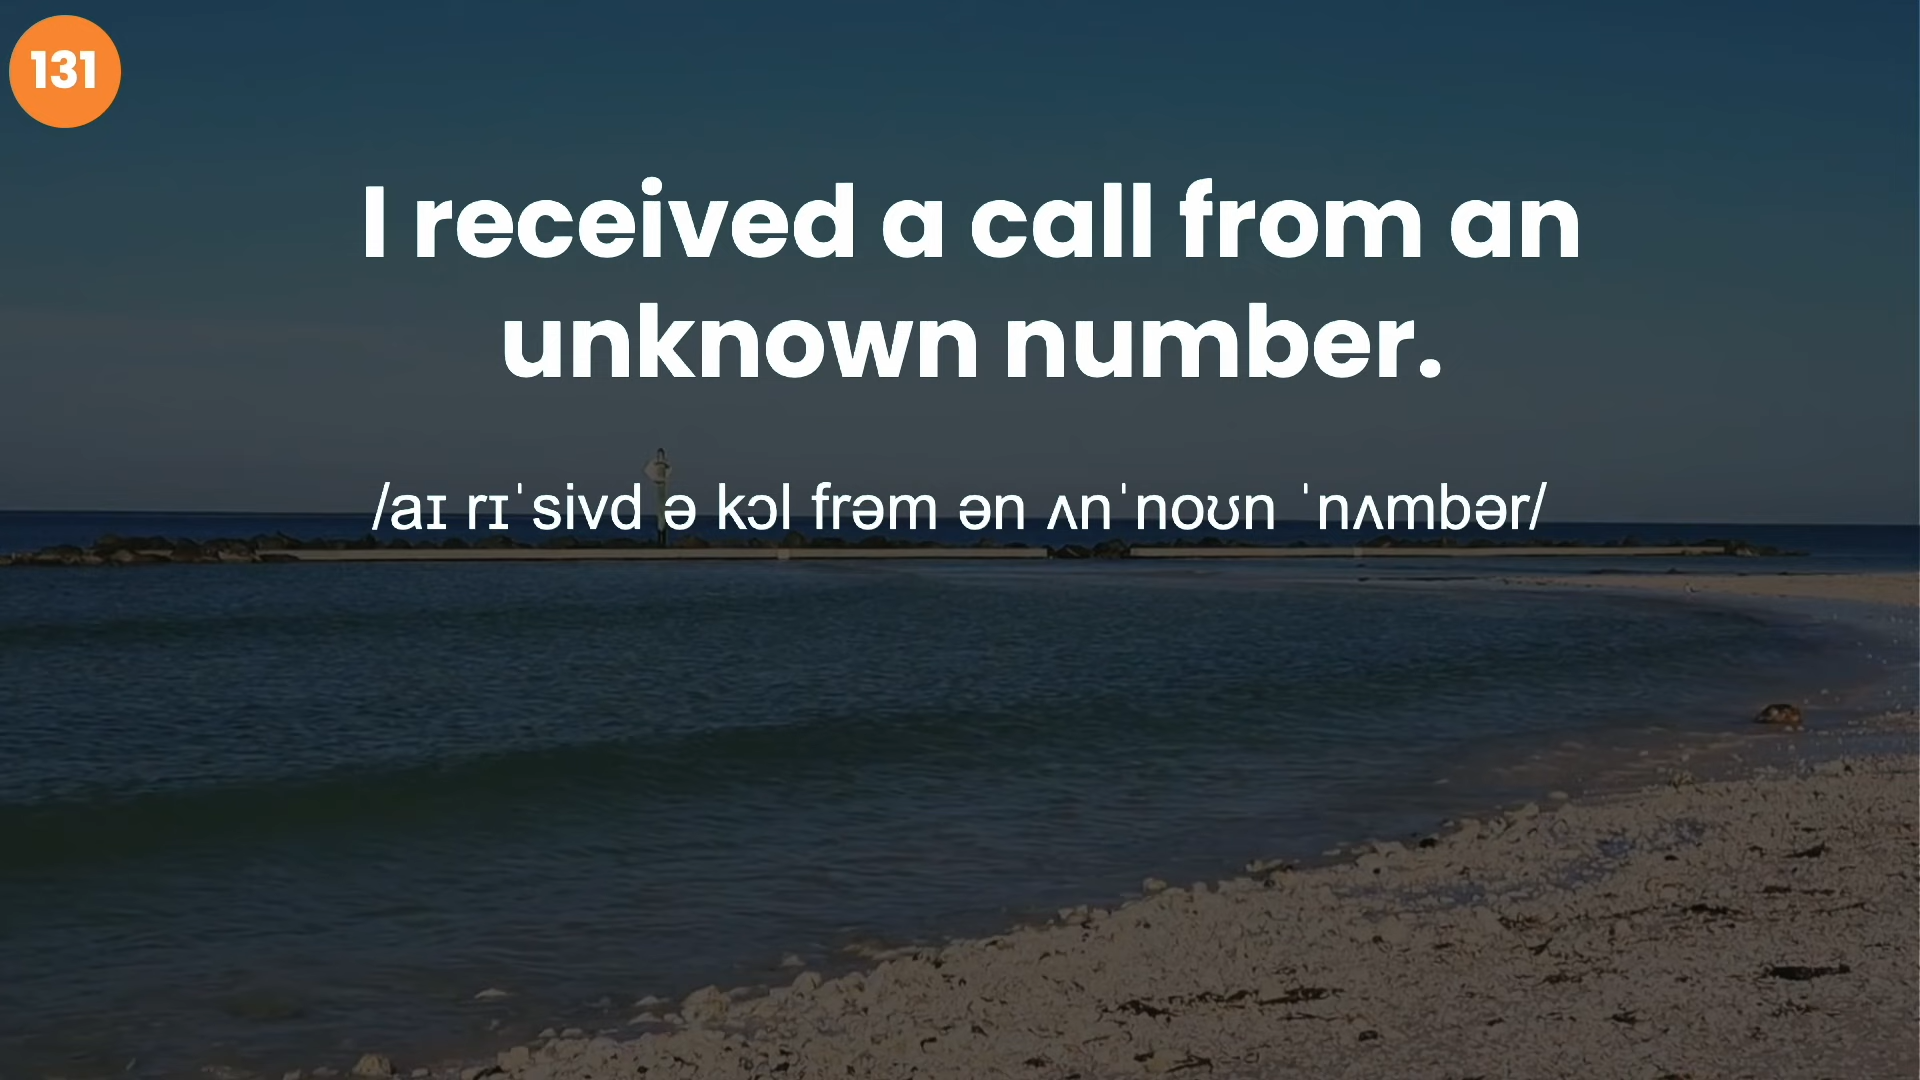 131
I received a call from an
unknown number.
/aɪ rɪˈsivd ə kɔl frəm ən ʌnˈnoʊn ˈnʌmbər/